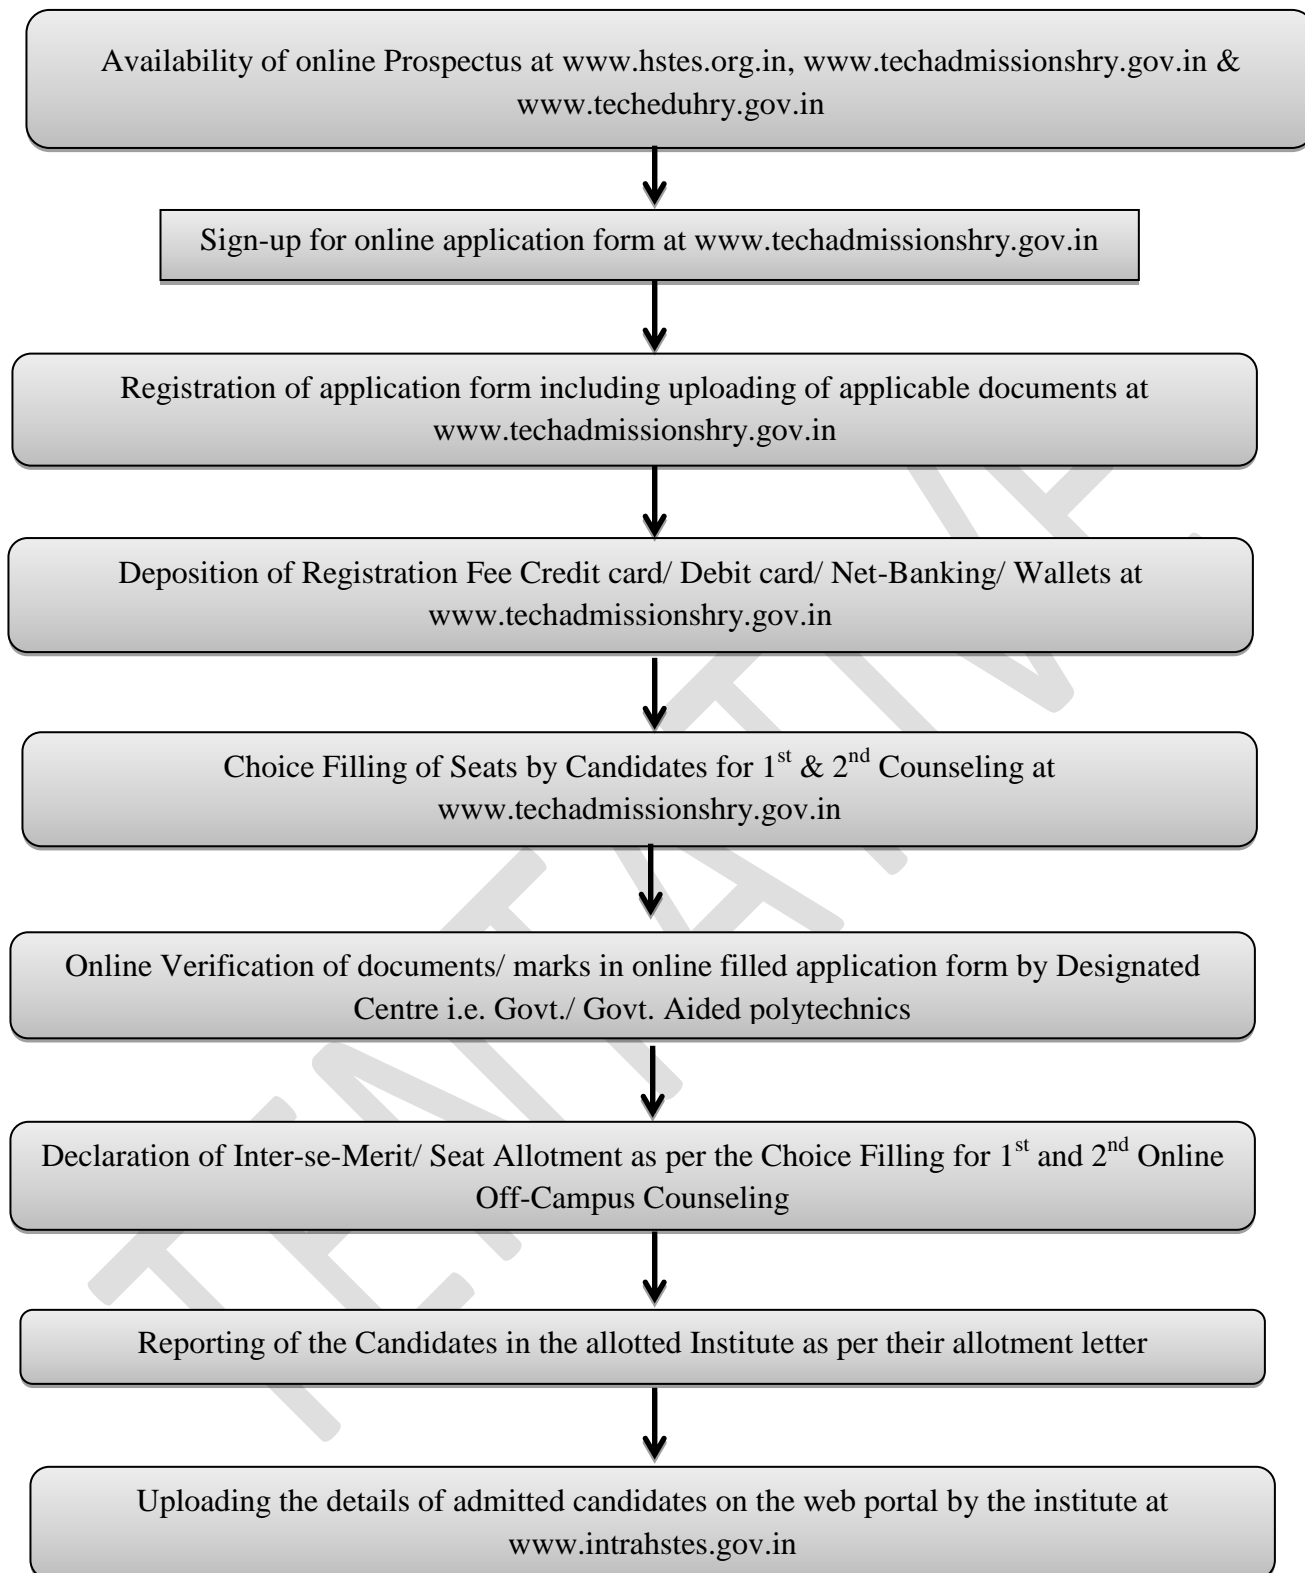 Availability of online Prospectus at www.hstes.org.in, www.techadmissionshry.gov.in &
www.techeduhry.gov.in
Sign-up for online application form at www.techadmissionshry.gov.in
Registration of application form including uploading of applicable documents at
www.techadmissionshry.gov.in
Deposition of Registration Fee Credit card/ Debit card/ Net-Banking/ Wallets at
www.techadmissionshry.gov.in
Choice Filling of Seats by Candidates for 1st & 2nd Counseling at
www.techadmissionshry.gov.in
Online Verification of documents/ marks in online filled application form by Designated
Centre i.e. Govt./ Govt. Aided polytechnics
Declaration of Inter-se-Merit/ Seat Allotment as per the Choice Filling for 1st and 2nd Online
Off-Campus Counseling
Reporting of the Candidates in the allotted Institute as per their allotment letter
Uploading the details of admitted candidates on the web portal by the institute at
www.intrahstes.gov.in
TENTATIVE